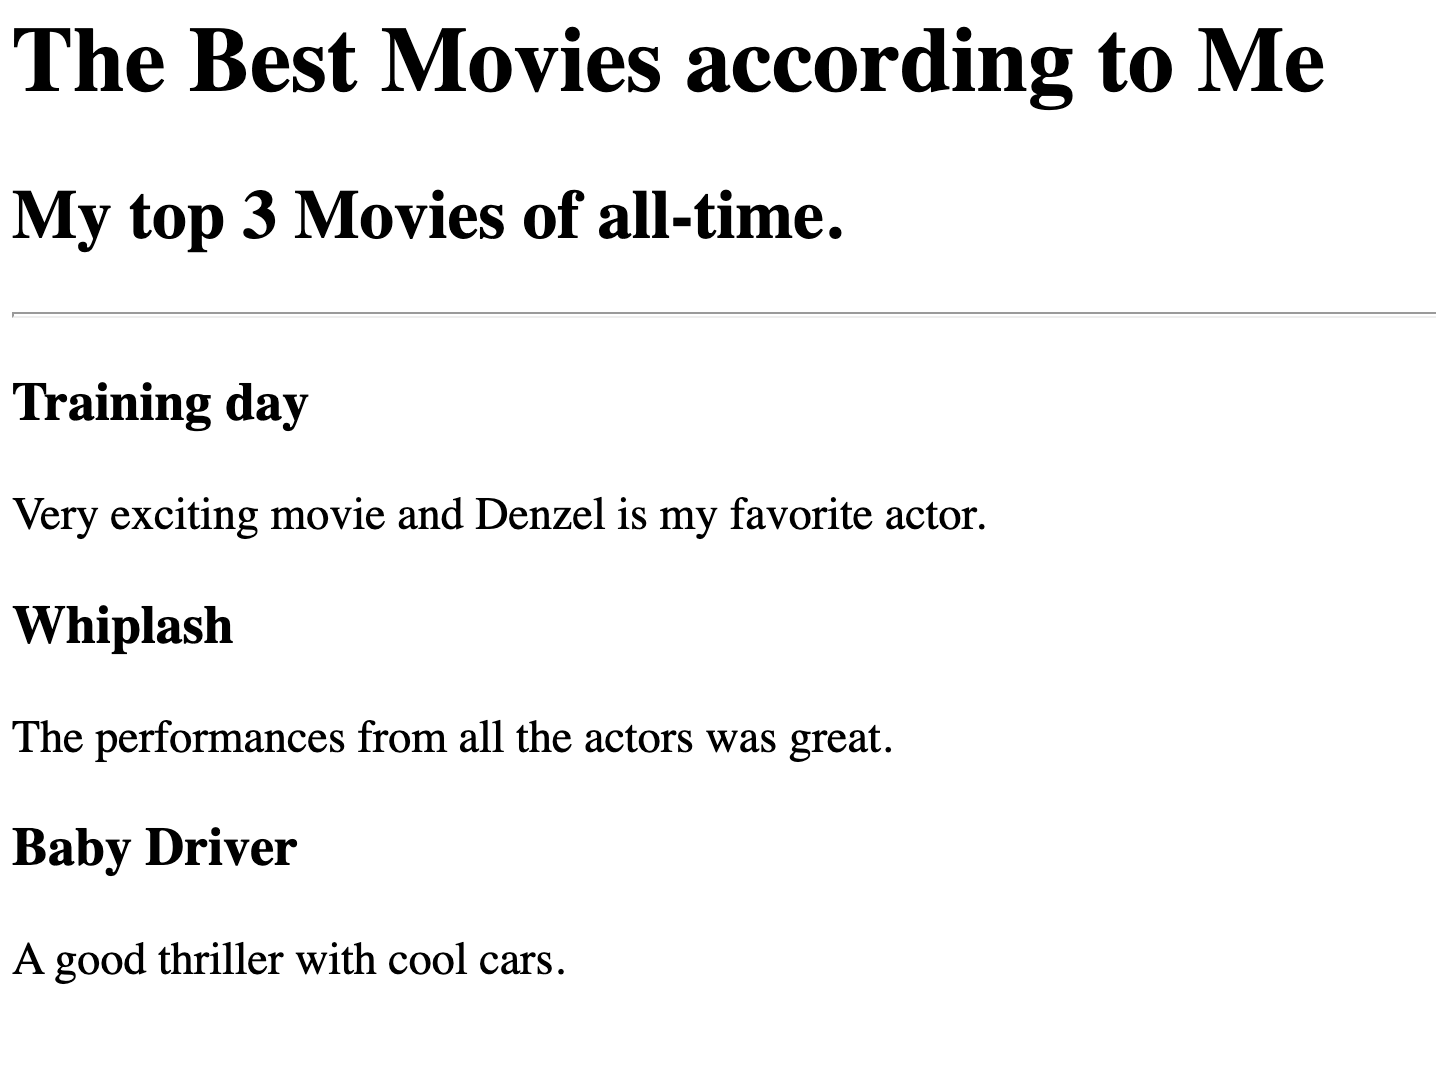 The Best Movies according to Me
My top 3 Movies of all-time.
Training day
Very exciting movie and Denzel is my favorite actor.
Whiplash
The performances from all the actors was great.
Baby Driver
A good thriller with cool cars.